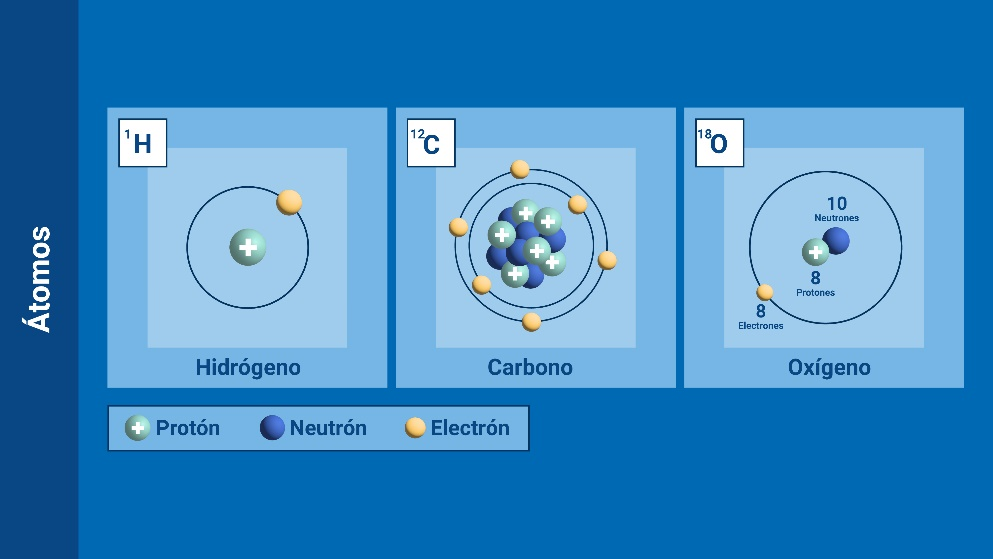 Átomos
¹H
Hidrógeno
¹²C
Carbono
¹⁸O
10
Neutrones
8
Protones
8
Electrones
Oxígeno
Protón
Neutrón
Electrón